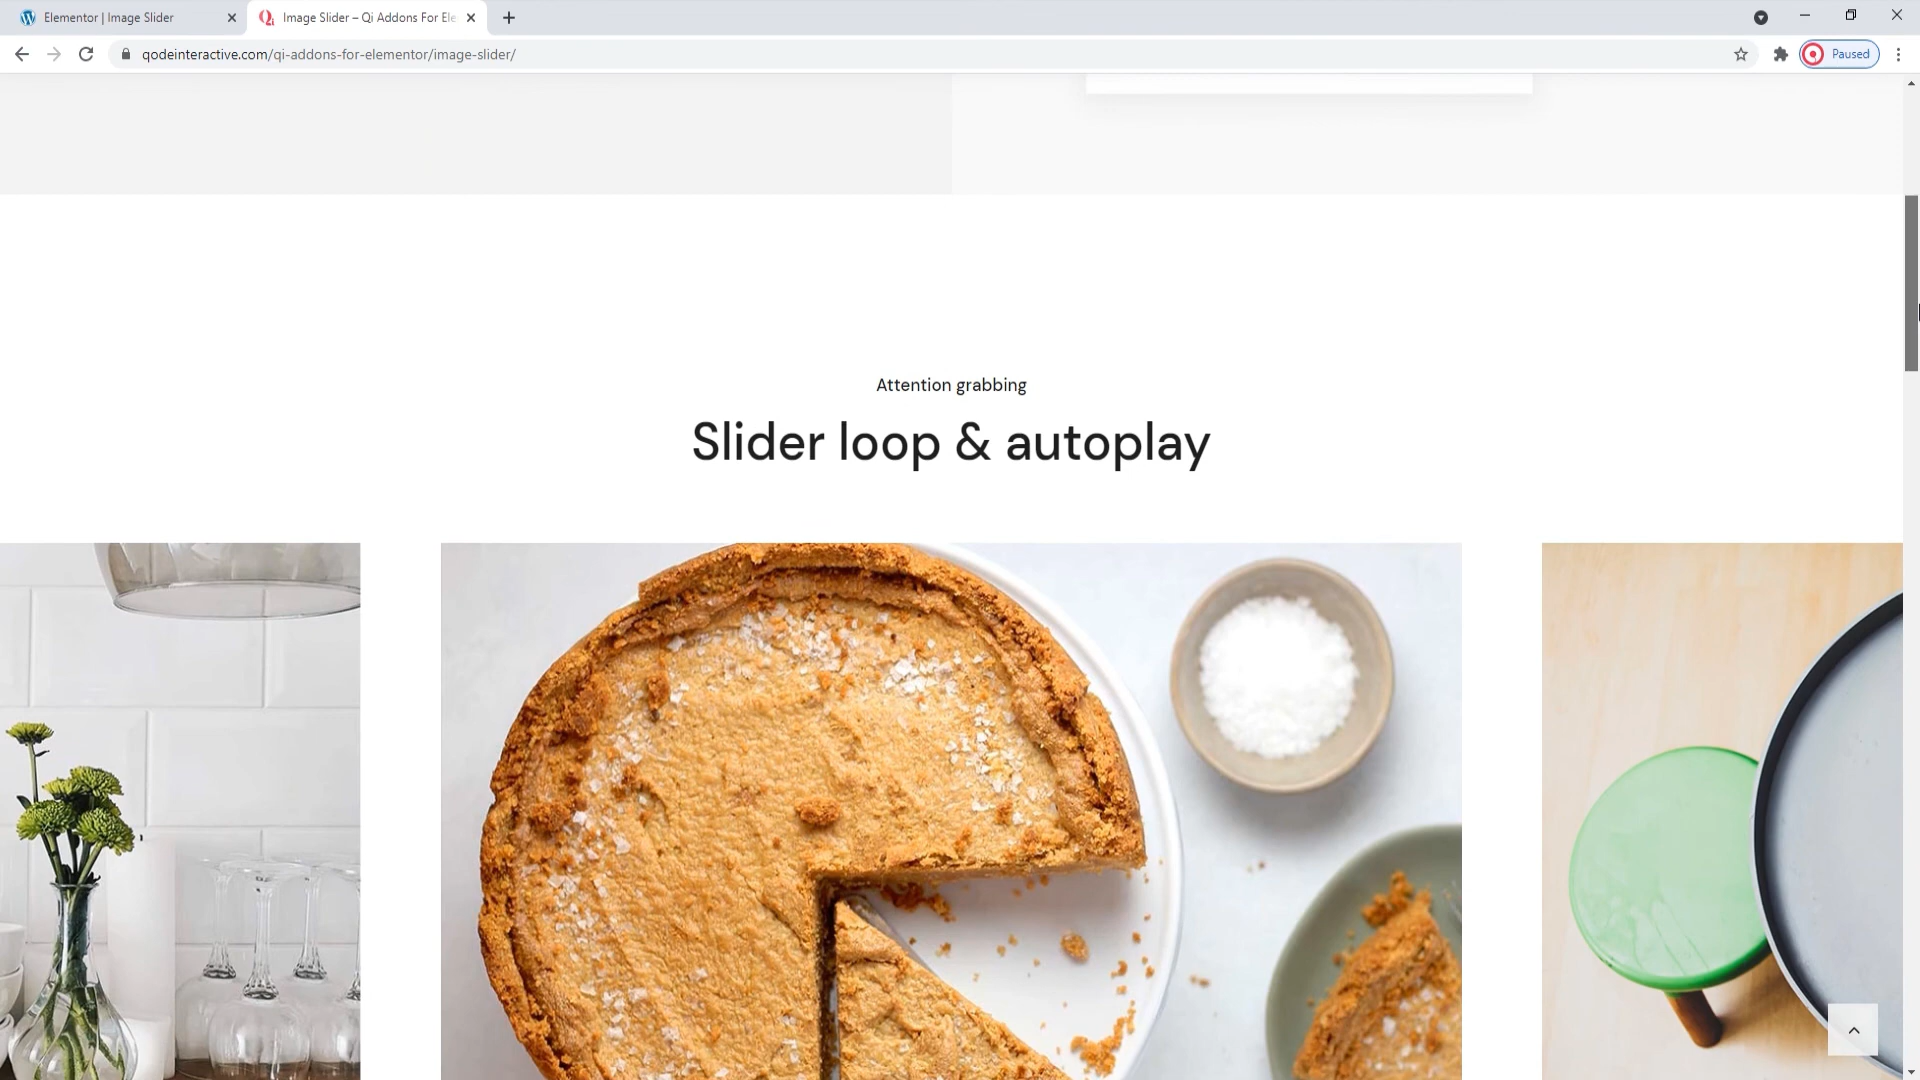 Elementor | Image Slider
Image Slider – Qi Addons For Ele
qodeinteractive.com/qi-addons-for-elementor/image-slider/
Paused
Attention grabbing
Slider loop & autoplay